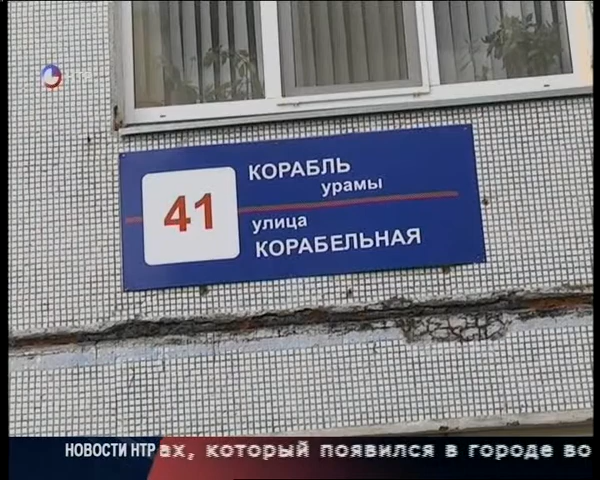 41
КОРАБЛЬ
урамы
улица
КОРАБЕЛЬНАЯ
НОВОСТИ НТР
ах, который появился в городе во